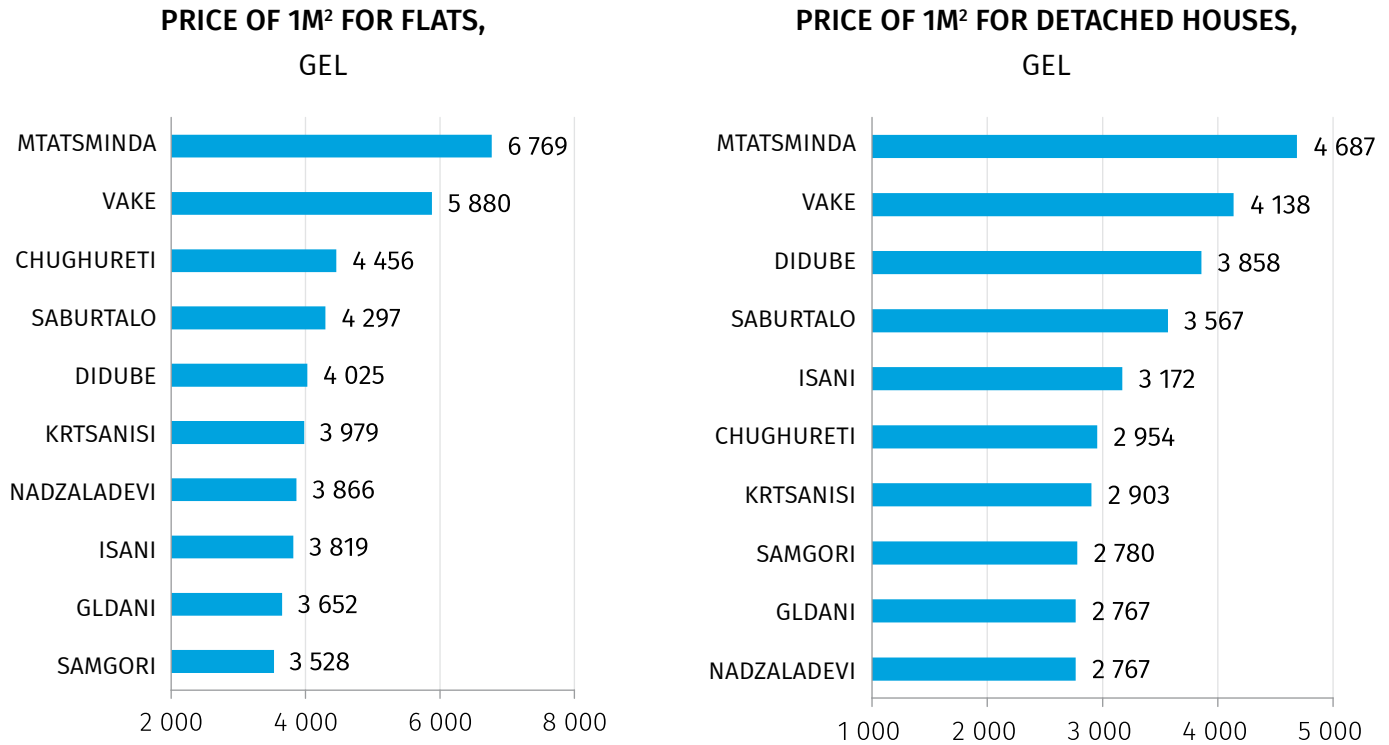 PRICE OF 1M² FOR FLATS,
GEL
MTATSMINDA 6 769
VAKE 5 880
CHUGHURETI 4 456
SABURTALO 4 297
DIDUBE 4 025
KRTSANISI 3 979
NADZALADEVI 3 866
ISANI 3 819
GLDANI 3 652
SAMGORI 3 528
2 000 4 000 6 000 8 000
PRICE OF 1M² FOR DETACHED HOUSES,
GEL
MTATSMINDA 4 687
VAKE 4 138
DIDUBE 3 858
SABURTALO 3 567
ISANI 3 172
CHUGHURETI 2 954
KRTSANISI 2 903
SAMGORI 2 780
GLDANI 2 767
NADZALADEVI 2 767
1 000 2 000 3 000 4 000 5 000